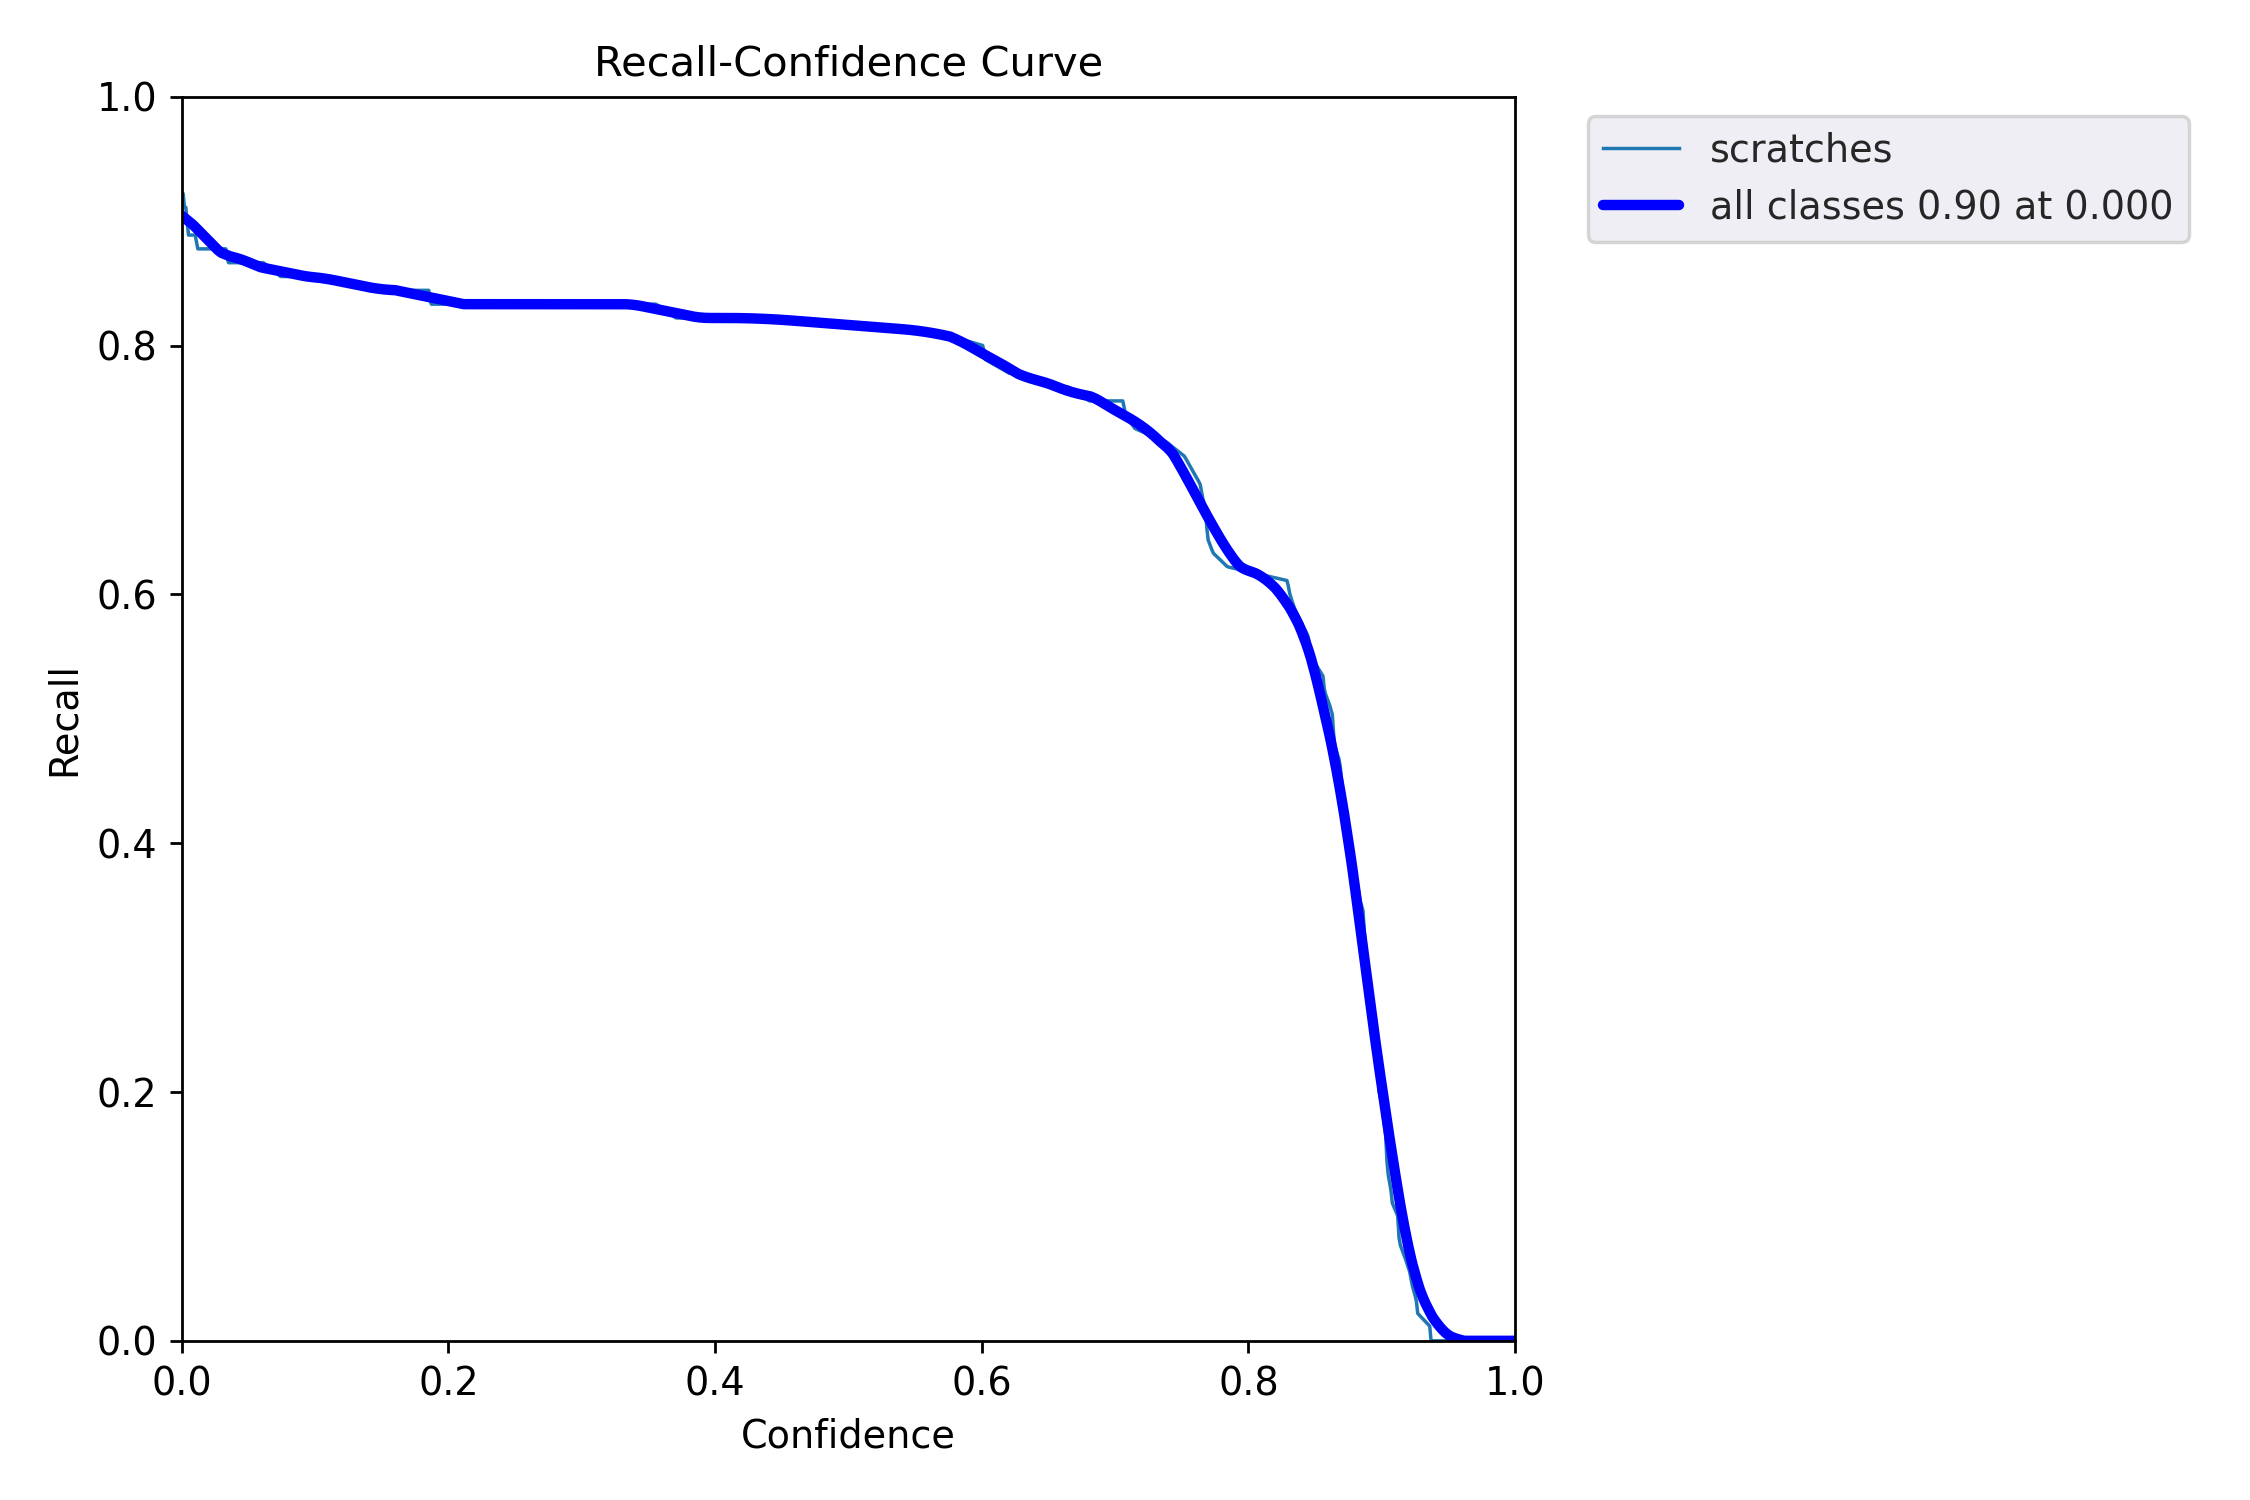 Recall-Confidence Curve
1.0
0.8
0.6
0.4
0.2
0.0
Recall
0.0 0.2 0.4 0.6 0.8 1.0
Confidence
scratches
all classes 0.90 at 0.000